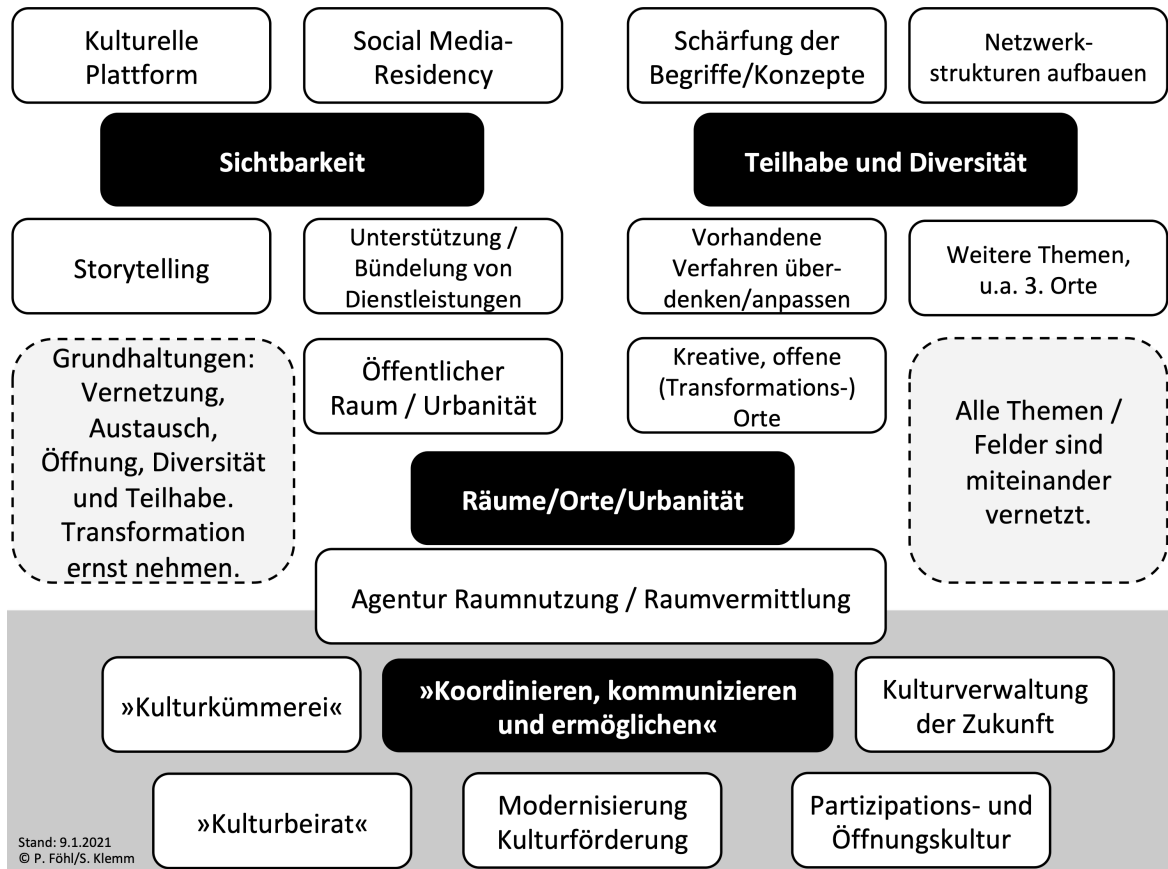 Kulturelle
Plattform
Social Media-
Residency
Schärfung der
Begriffe/Konzepte
Netzwerk-
strukturen aufbauen
Sichtbarkeit
Teilhabe und Diversität
Storytelling
Unterstützung /
Bündelung von
Dienstleistungen
Vorhandene
Verfahren über-
denken/anpassen
Weitere Themen,
u.a. 3. Orte
Grundhaltungen:
Vernetzung,
Austausch,
Öffnung, Diversität
und Teilhabe.
Transformation
ernst nehmen.
Öffentlicher
Raum / Urbanität
Kreative, offene
(Transformations-)
Orte
Alle Themen /
Felder sind
miteinander
vernetzt.
Räume/Orte/Urbanität
Agentur Raumnutzung / Raumvermittlung
»Kulturkümmerei«
»Koordinieren, kommunizieren
und ermöglichen«
Kulturverwaltung
der Zukunft
»Kulturbeirat«
Modernisierung
Kulturförderung
Partizipations- und
Öffnungskultur
Stand: 9.1.2021
© P. Föhl/S. Klemm